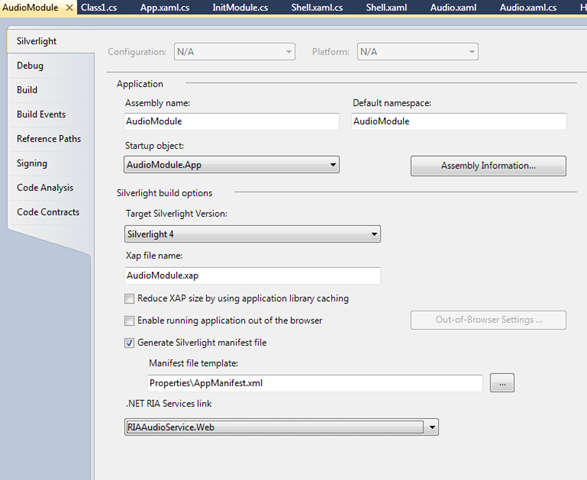 AudioModule × Class1.cs App.xaml.cs InitModule.cs Shell.xaml.cs Shell.xaml Audio.xaml Audio.xaml.cs H
Silverlight
Debug
Build
Build Events
Reference Paths
Signing
Code Analysis
Code Contracts
Configuration: N/A Platform: N/A
Application
Assembly name: Default namespace:
AudioModule AudioModule
Startup object:
AudioModule.App Assembly Information...
Silverlight build options
Target Silverlight Version:
Silverlight 4
Xap file name:
AudioModule.xap
Reduce XAP size by using application library caching
Enable running application out of the browser Out-of-Browser Settings ...
Generate Silverlight manifest file
Manifest file template:
Properties\AppManifest.xml ...
.NET RIA Services link
RIAAudioService.Web